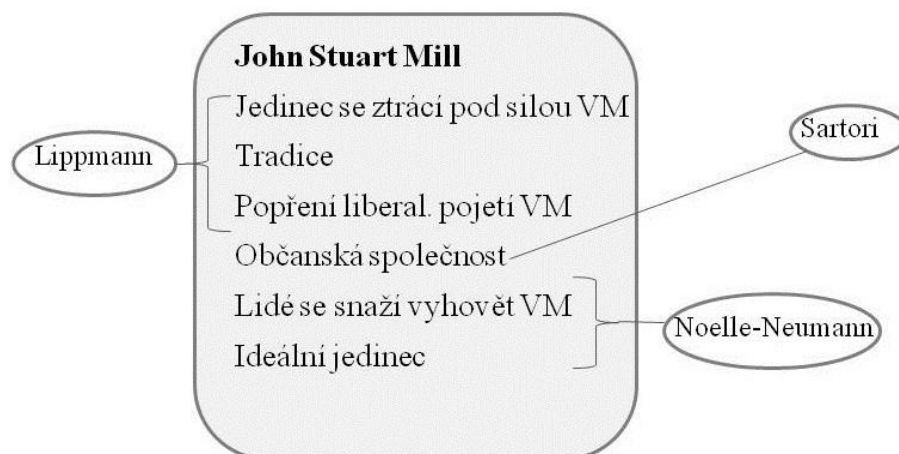 John Stuart Mill
Jedinec se ztrácí pod silou VM
Tradice
Popření liberal. pojetí VM
Občanská společnost
Lidé se snaží vyhovět VM
Ideální jedinec
Lippmann
Sartori
Noelle-Neumann